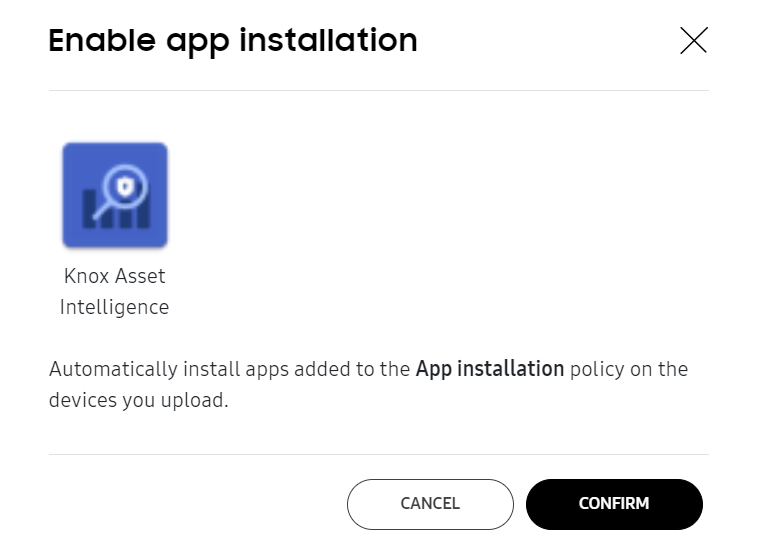 Enable app installation
Knox Asset
Intelligence
Automatically install apps added to the App installation policy on the
devices you upload.
CANCEL
CONFIRM